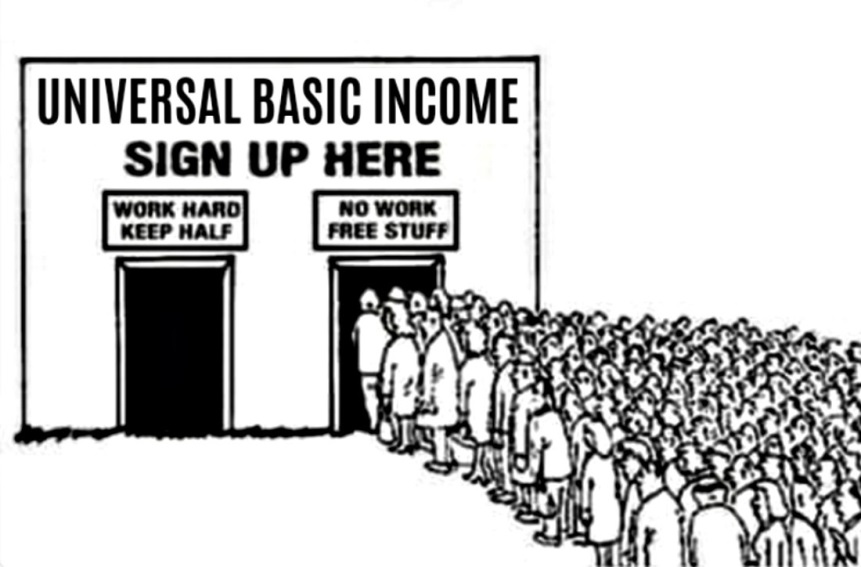 UNIVERSAL BASIC INCOME
SIGN UP HERE
WORK HARD
KEEP HALF
NO WORK
FREE STUFF